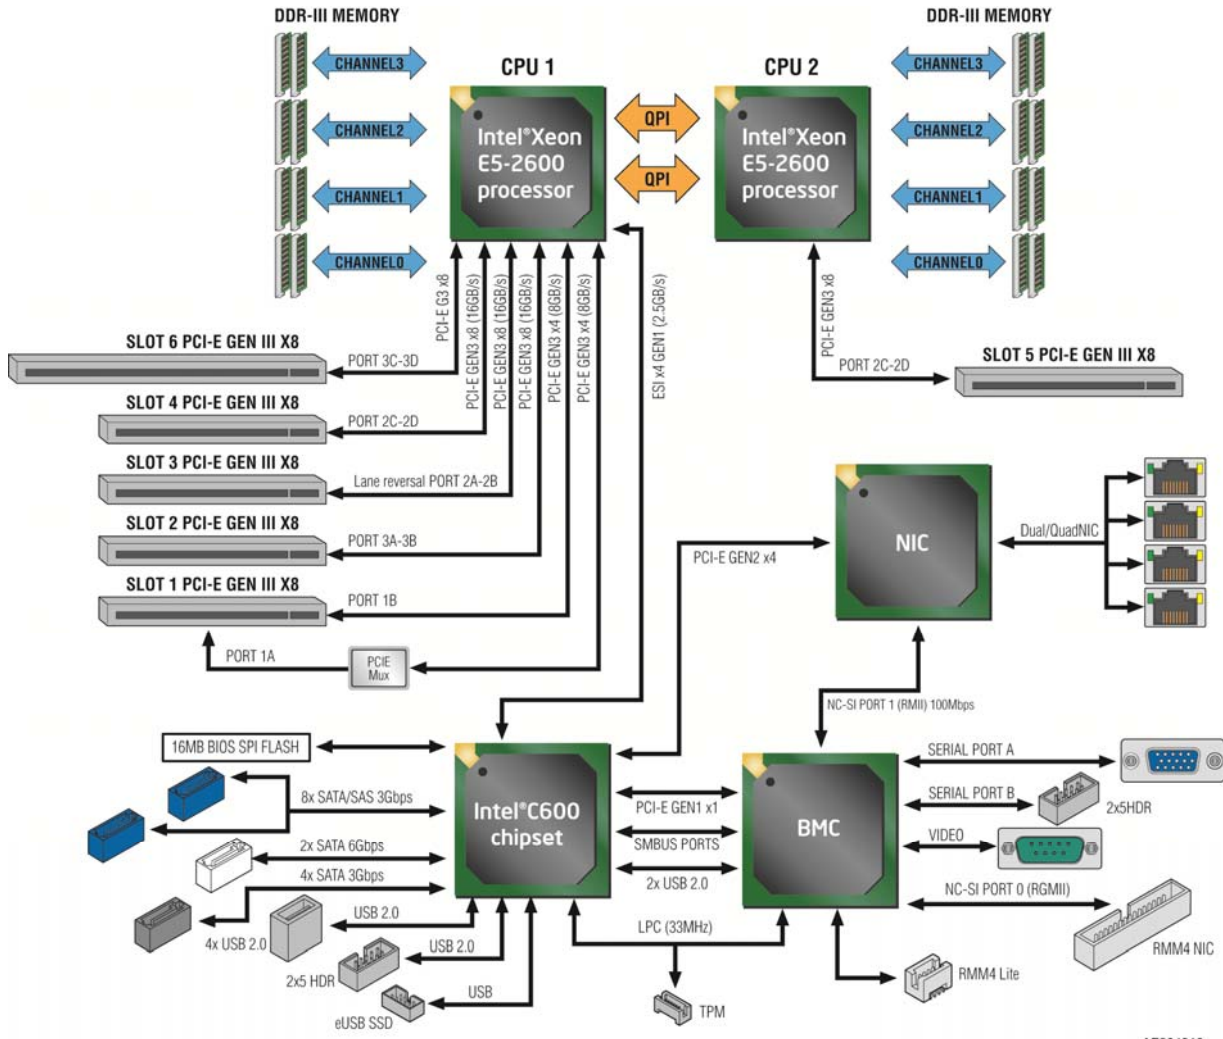 DDR-III MEMORY
DDR-III MEMORY
CHANNEL3
CHANNEL2
CHANNEL1
CHANNEL0
CPU 1
CPU 2
Intel®Xeon
E5-2600
processor
QPI
QPI
Intel®Xeon
E5-2600
processor
CHANNEL3
CHANNEL2
CHANNEL1
CHANNEL0
PCI-E G3 x8
PCI-E GEN3 x8 (16GB/s)
PCI-E GEN3 x8 (16GB/s)
PCI-E GEN3 x8 (16GB/s)
PCI-E GEN3 x4 (8GB/s)
PCI-E GEN3 x4 (8GB/s)
ESI x4 GEN1 (2.5GB/s)
PCI-E GEN3 x8
SLOT 6 PCI-E GEN III X8
PORT 3C-3D
SLOT 5 PCI-E GEN III X8
PORT 2C-2D
SLOT 4 PCI-E GEN III X8
PORT 2C-2D
SLOT 3 PCI-E GEN III X8
Lane reversal PORT 2A-2B
SLOT 2 PCI-E GEN III X8
PORT 3A-3B
SLOT 1 PCI-E GEN III X8
PORT 1B
PORT 1A
PCIE
Mux
NIC
Dual/QuadNIC
PCI-E GEN2 x4
NC-SI PORT 1 (RMII) 100Mbps
16MB BIOS SPI FLASH
8x SATA/SAS 3Gbps
2x SATA 6Gbps
4x SATA 3Gbps
Intel®C600
chipset
PCI-E GEN1 x1
SMBUS PORTS
2x USB 2.0
BMC
SERIAL PORT A
SERIAL PORT B
2x5HDR
VIDEO
NC-SI PORT 0 (RGMII)
RMM4 NIC
USB 2.0
4x USB 2.0
USB 2.0
2x5 HDR
USB
eUSB SSD
LPC (33MHz)
TPM
RMM4 Lite